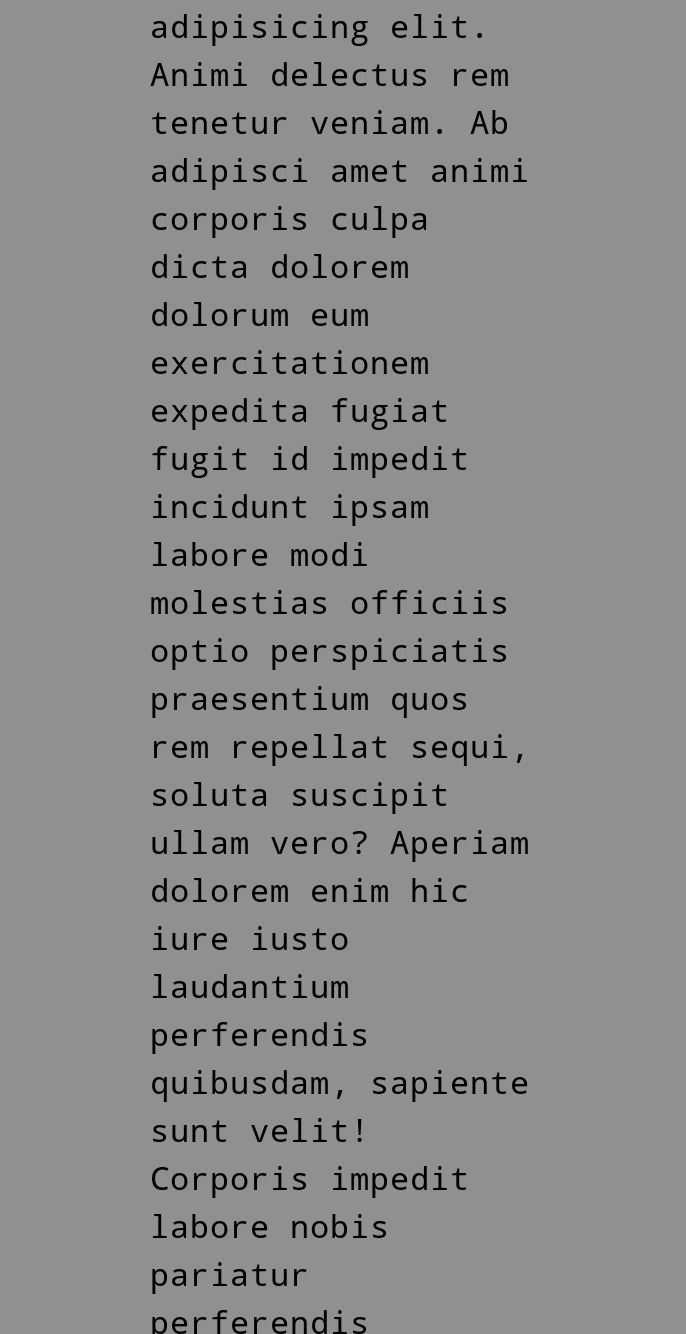 adipisicing elit.
Animi delectus rem
tenetur veniam. Ab
adipisci amet animi
corporis culpa
dicta dolorem
dolorum eum
exercitationem
expedita fugiat
fugit id impedit
incidunt ipsam
labore modi
molestias officiis
optio perspiciatis
praesentium quos
rem repellat sequi,
soluta suscipit
ullam vero? Aperiam
dolorem enim hic
iure iusto
laudantium
perferendis
quibusdam, sapiente
sunt velit!
Corporis impedit
labore nobis
pariatur
perferendis